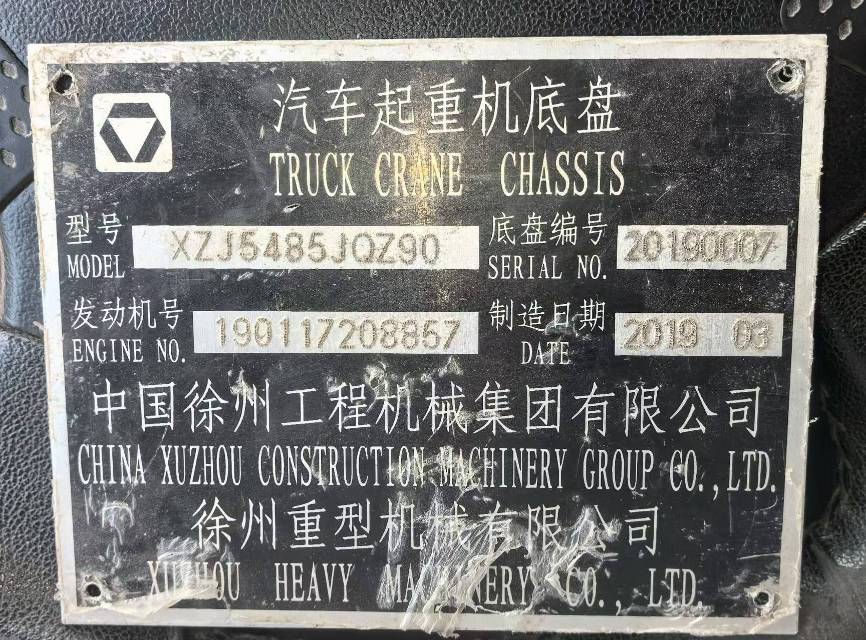 汽车起重机底盘
TRUCK CRANE CHASSIS
型号 XZJ5485JQZ90 底盘编号 20190007
MODEL SERIAL NO.
发动机号 190117208857 制造日期 2019 03
ENGINE NO. DATE
中国徐州工程机械集团有限公司
CHINA XUZHOU CONSTRUCTION MACHINERY GROUP CO.,LTD.
徐州重型机械有限公司
XUZHOU HEAVY MACHINERY CO., LTD.